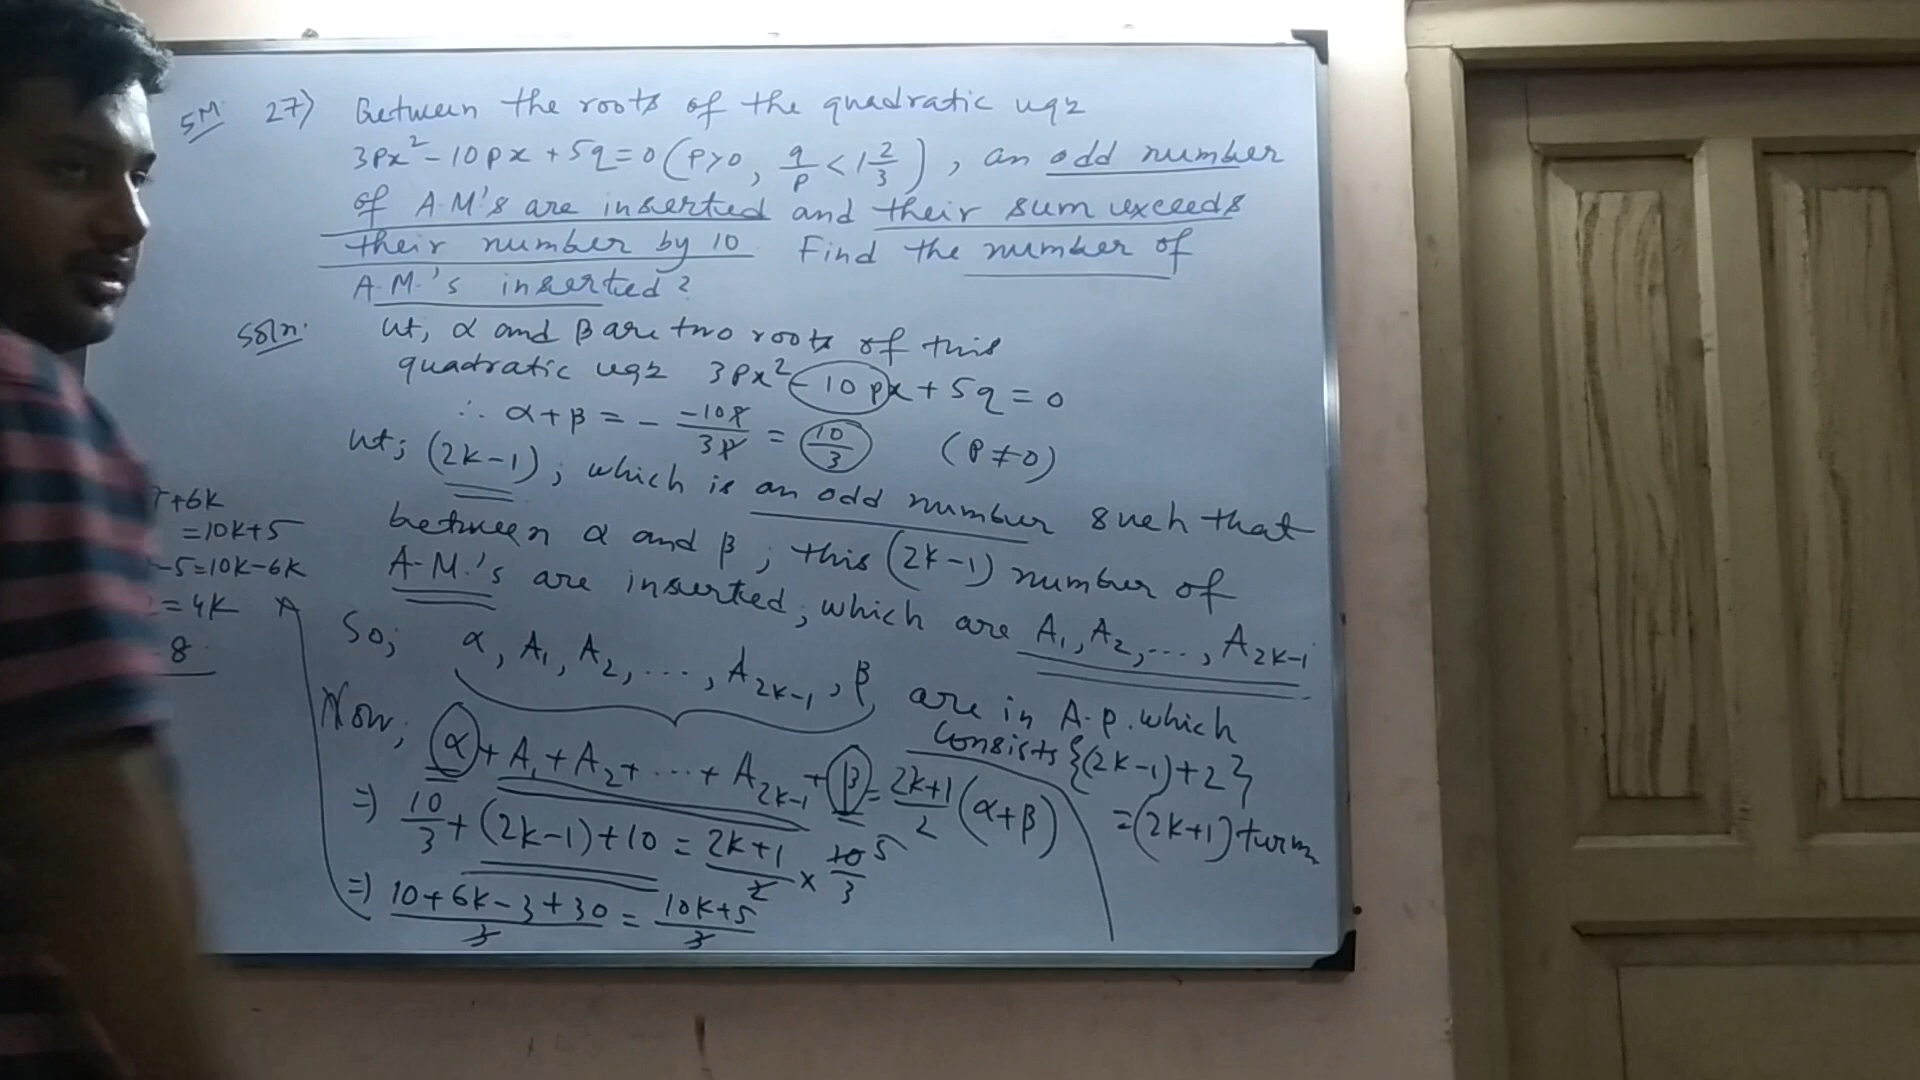 5M 27) Between the roots of the quadratic eqn
3px² - 10px + 5q = 0 (p>0, q/p < 1 2/3), an odd number
of A.M.'s are inserted and their sum exceeds
their number by 10. Find the number of
A.M.'s inserted?
Soln. Let, α and β are two roots of this
quadratic eqn 3px² - 10px + 5q = 0
∴ α+β = - -10p/3p = 10/3 (p ≠ 0)
Let; (2k-1), which is an odd number such that
between α and β, this (2k-1) number of
A.M.'s are inserted, which are A₁, A₂, ..., A₂ₖ₋₁
So; α, A₁, A₂, ..., A₂ₖ₋₁, β are in A.P. which
consists {(2k-1)+2}
=(2k+1) terms
Now, α + A₁ + A₂ + ... + A₂ₖ₋₁ + β = 2k+1/2 (α+β)
⇒ 10/3 + (2k-1)+10 = 2k+1/2 × 10/3 5
⇒ 10+6k-3+30/3 = 10k+5/3
+6k
=10k+5
-5=10k-6k
=4k
8